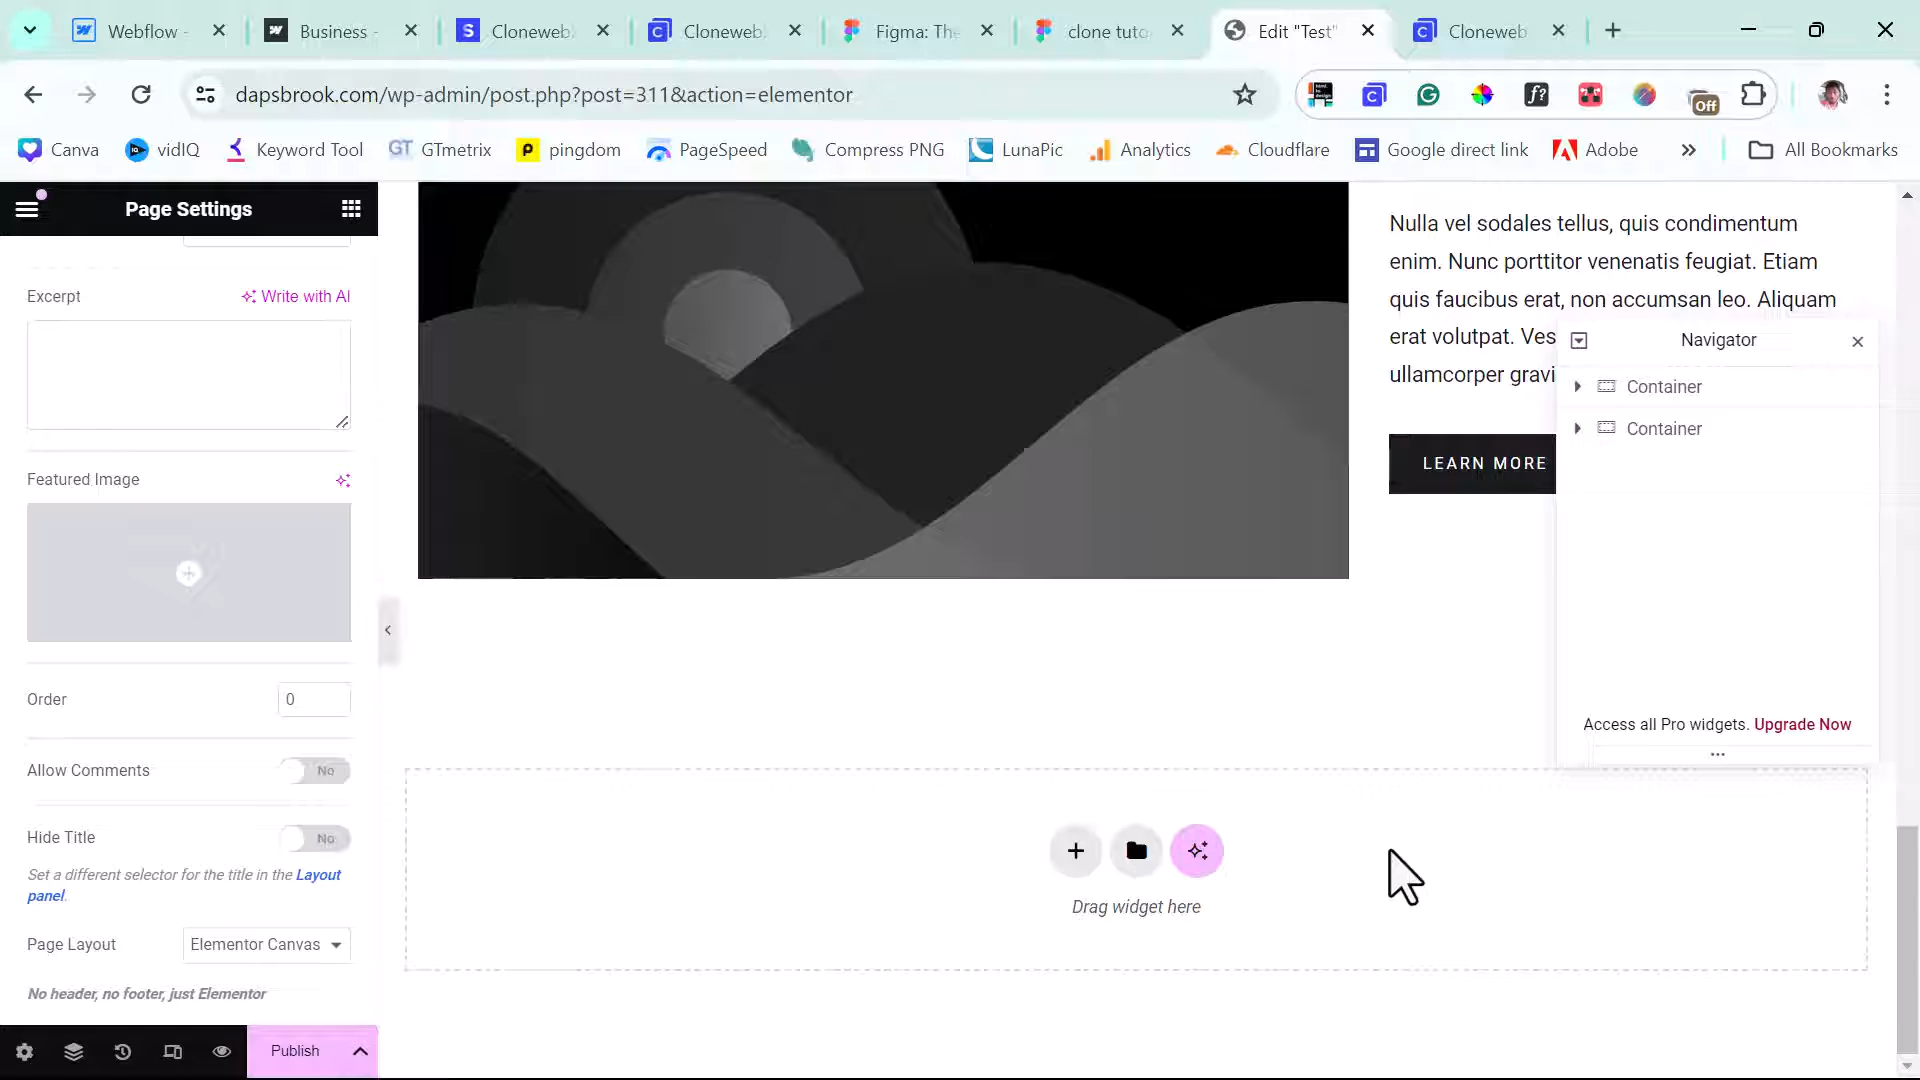 Webflow -
Business -
Cloneweb
Cloneweb
Figma: The
clone tuto
Edit "Test"
Cloneweb
dapsbrook.com/wp-admin/post.php?post=311&action=elementor
Off
Canva
vidIQ
Keyword Tool
GT GTmetrix
pingdom
PageSpeed
Compress PNG
LunaPic
Analytics
Cloudflare
Google direct link
Adobe
All Bookmarks
Page Settings
Excerpt
Write with AI
Featured Image
Order
0
Allow Comments
No
Hide Title
No
Set a different selector for the title in the Layout
panel.
Page Layout
Elementor Canvas
No header, no footer, just Elementor
Publish
Nulla vel sodales tellus, quis condimentum
enim. Nunc porttitor venenatis feugiat. Etiam
quis faucibus erat, non accumsan leo. Aliquam
erat volutpat. Ves
ullamcorper gravi
LEARN MORE
Navigator
Container
Container
Access all Pro widgets. Upgrade Now
Drag widget here